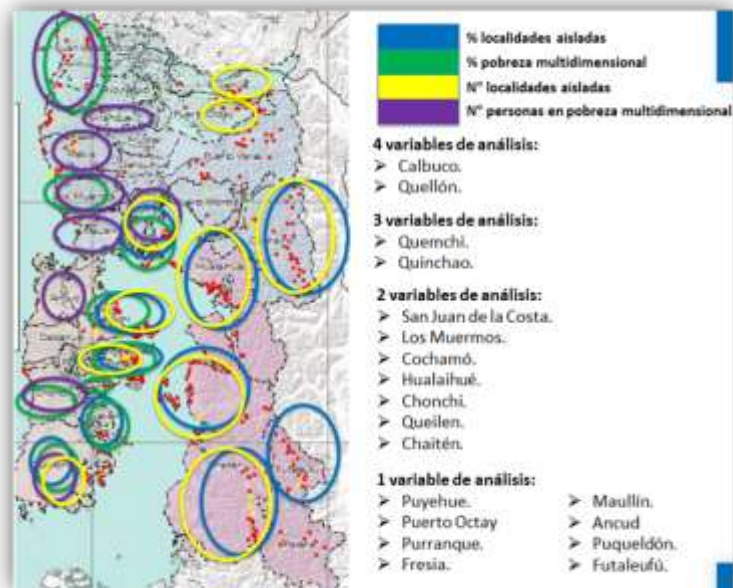 % localidades aisladas
% pobreza multidimensional
N° localidades aisladas
N° personas en pobreza multidimensional
4 variables de análisis:
➤ Calbuco.
➤ Quellón.
3 variables de análisis:
➤ Quemchi.
➤ Quinchao.
2 variables de análisis:
➤ San Juan de la Costa.
➤ Los Muermos.
➤ Cochamó.
➤ Hualaihué.
➤ Chonchi.
➤ Queilen.
➤ Chaitén.
1 variable de análisis:
➤ Puyehue.
➤ Puerto Octay
➤ Purranque.
➤ Fresia.
➤ Maullín.
➤ Ancud
➤ Puqueldón.
➤ Futaleufú.